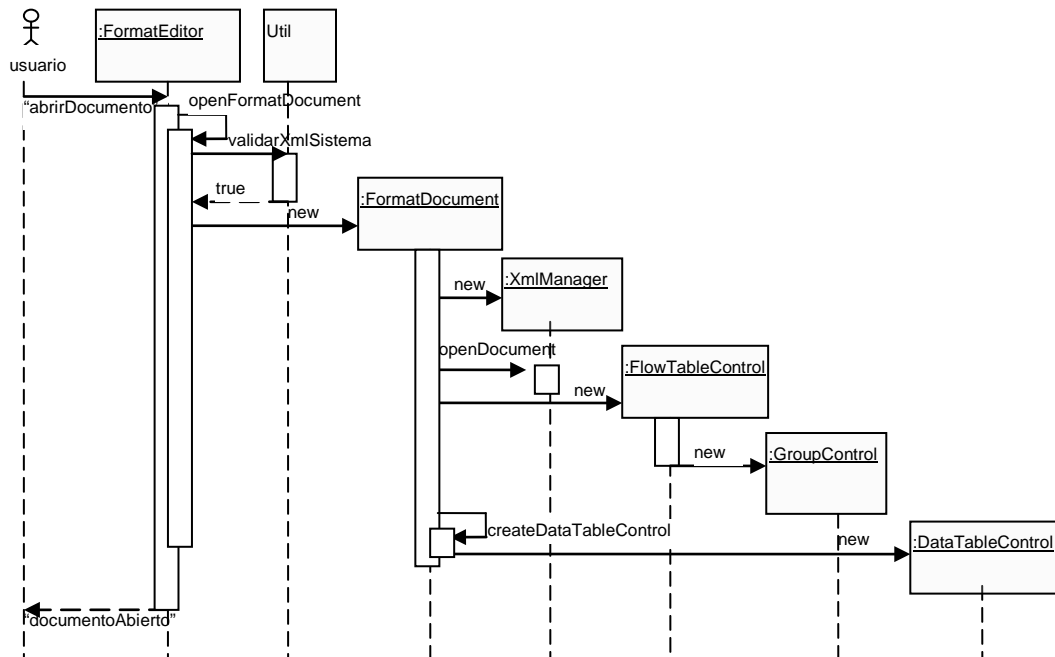 :FormatEditor
Util
usuario
"abrirDocumento"
openFormatDocument
validarXmlSistema
true
new
:FormatDocument
new
:XmlManager
openDocument
new
:FlowTableControl
new
:GroupControl
createDataTableControl
new
:DataTableControl
"documentoAbierto"